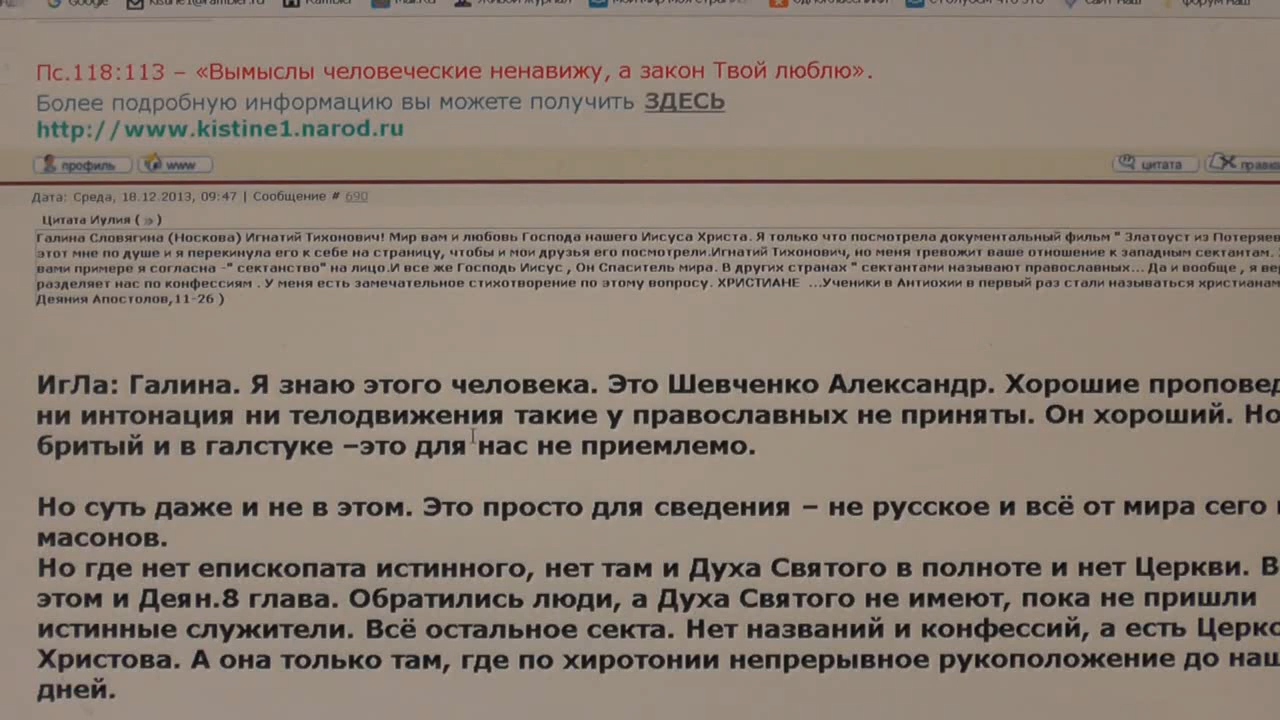 Google kistine1@rambler.ru Rambler Mail.Ru Живой журнал
Пс.118:113 – «Вымыслы человеческие ненавижу, а закон Твой люблю».
Более подробную информацию вы можете получить ЗДЕСЬ
http://www.kistine1.narod.ru
профиль www цитата
Дата: Среда, 18.12.2013, 09:47 | Сообщение # 690
Цитата Иулия ( » )
Галина Словягина (Носкова) Игнатий Тихонович! Мир вам и любовь Господа нашего Иисуса Христа. Я только что посмотрела документальный фильм " Златоуст из
этот мне по душе и я перекинула его к себе на страницу, чтобы и мои друзья его посмотрели.Игнатий Тихонович, но меня тревожит ваше отношение к западным сектантам.
вами примере я согласна -" сектанство" на лицо.И все же Господь Иисус , Он Спаситель мира. В других странах " сектантами называют православных... Да и вообще , я
разделяет нас по конфессиям . У меня есть замечательное стихотворение по этому вопросу. ХРИСТИАНЕ ...Ученики в Антиохии в первый раз стали называться
Деяния Апостолов,11-26 )
ИгЛа: Галина. Я знаю этого человека. Это Шевченко Александр. Хорошие
ни интонация ни телодвижения такие у православных не приняты. Он хороший. Но
бритый и в галстуке –это для нас не приемлемо.
Но суть даже и не в этом. Это просто для сведения – не русское и всё от мира сего
масонов.
Но где нет епископата истинного, нет там и Духа Святого в полноте и нет Церкви. В
этом и Деян.8 глава. Обратились люди, а Духа Святого не имеют, пока не пришли
истинные служители. Всё остальное секта. Нет названий и конфессий, а есть
Христова. А она только там, где по хиротонии непрерывное рукоположение до
дней.